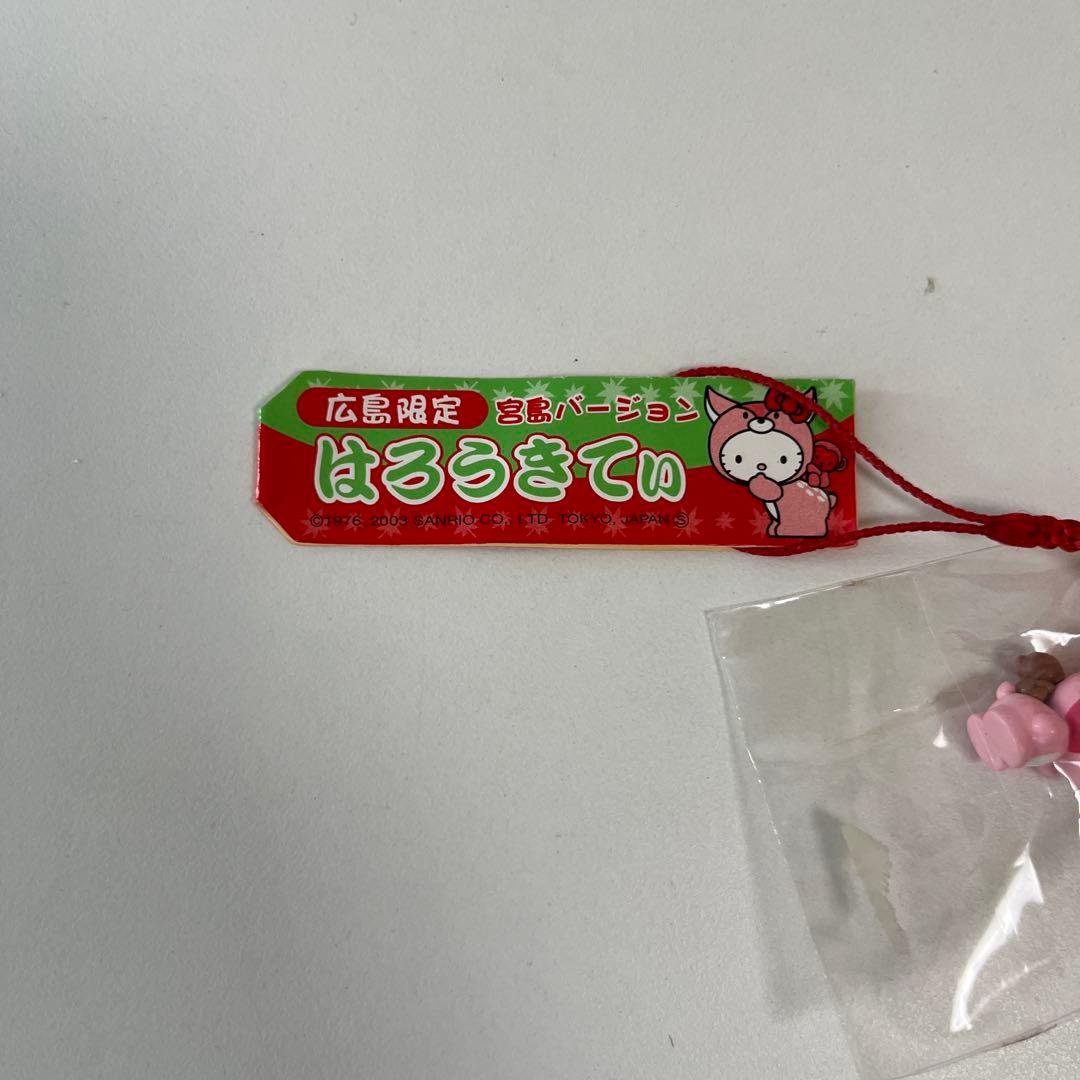 広島限定 宮島バージョン
はろうきてぃ
©1976, 2003 SANRIO CO., LTD. TOKYO, JAPAN Ⓢ